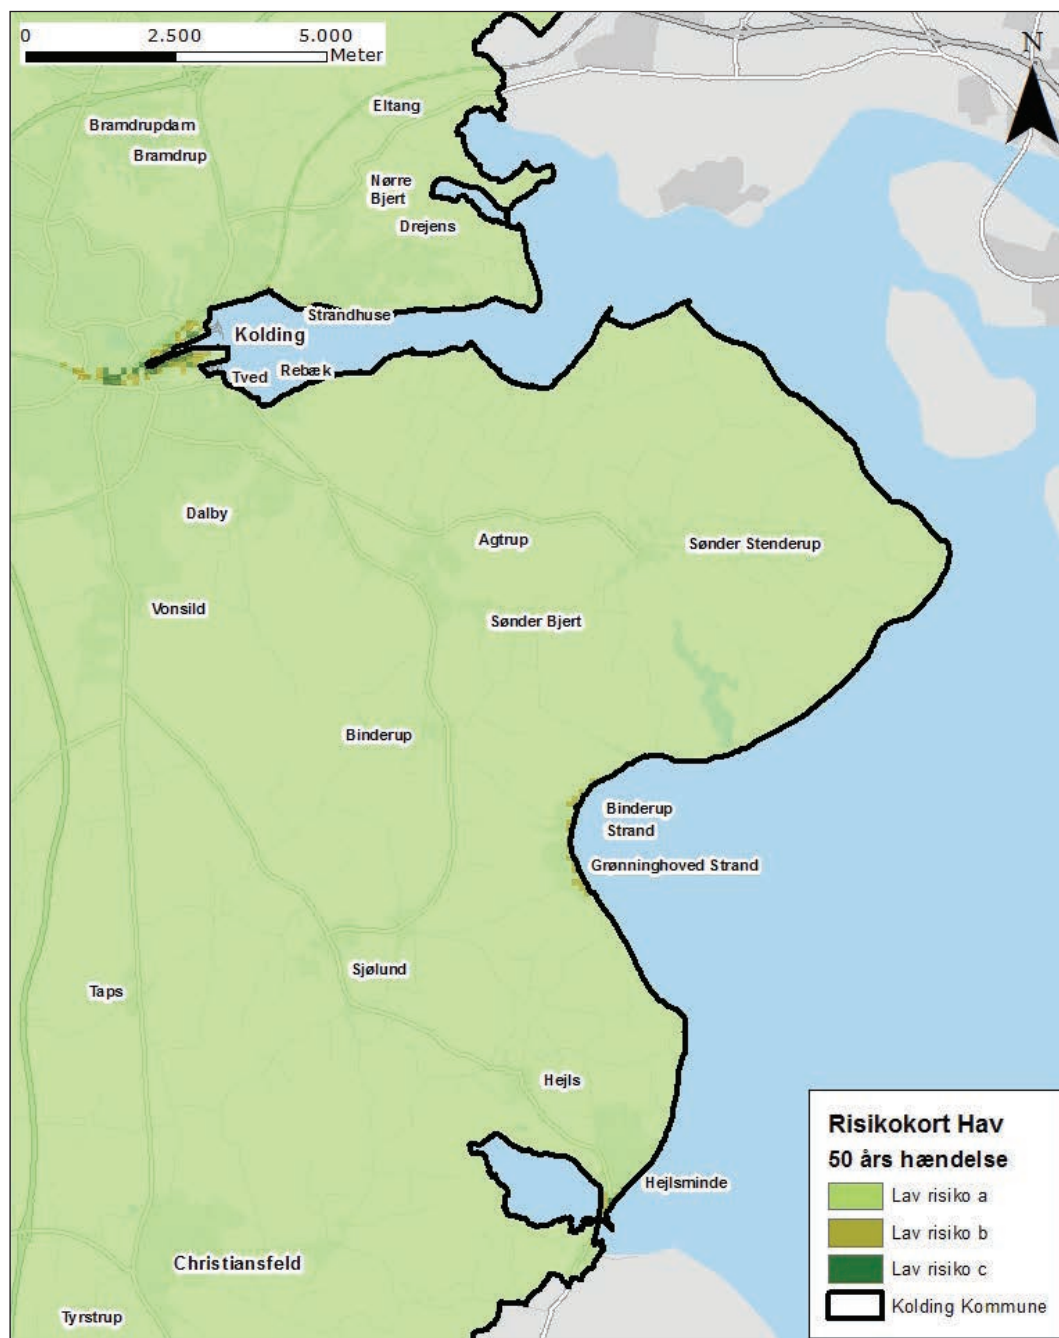 0 2.500 5.000
Meter
N
Eltang
Bramdrupdam
Bramdrup
Nørre
Bjert
Drejens
Strandhuse
Kolding
Rebæk
Tved
Dalby
Agtrup
Sønder Stenderup
Vonsild
Sønder Bjert
Binderup
Binderup
Strand
Grønninghoved Strand
Sjølund
Taps
Hejls
Hejlsminde
Christiansfeld
Tyrstrup
Risikokort Hav
50 års hændelse
Lav risiko a
Lav risiko b
Lav risiko c
Kolding Kommune